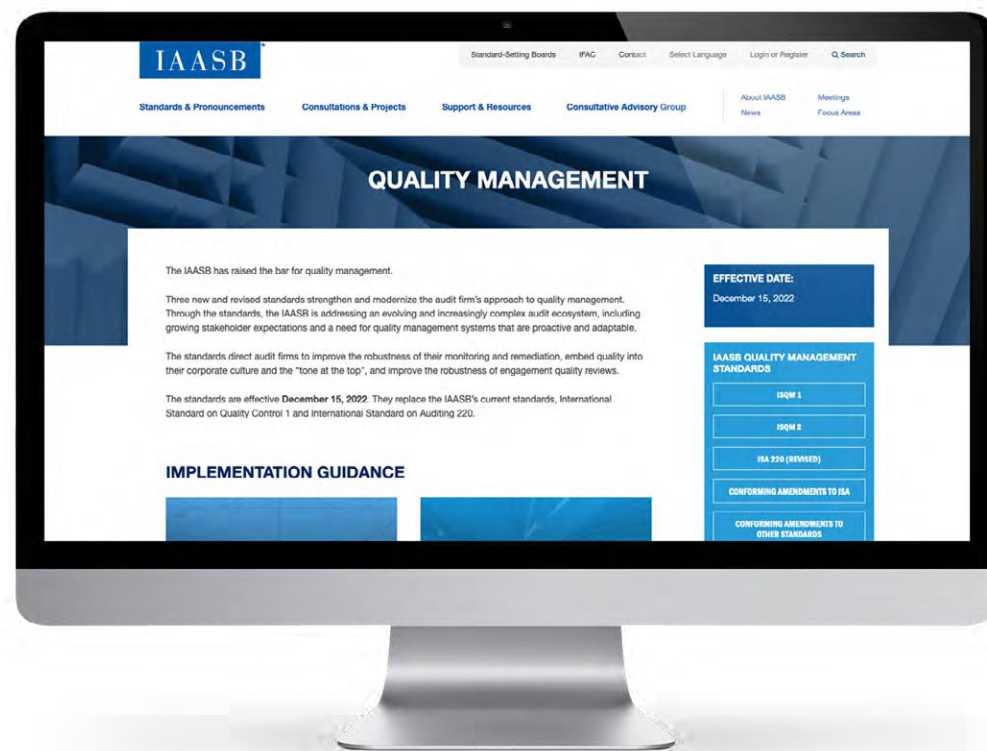 IAASB
Standard-Setting Boards IFAC Contact Select Language Login or Register Search
Standards & Pronouncements Consultations & Projects Support & Resources Consultative Advisory Group
About IAASB Meetings
News Focus Areas
QUALITY MANAGEMENT
The IAASB has raised the bar for quality management.
Three new and revised standards strengthen and modernize the audit firm's approach to quality management.
Through the standards, the IAASB is addressing an evolving and increasingly complex audit ecosystem, including
growing stakeholder expectations and a need for quality management systems that are proactive and adaptable.
The standards direct audit firms to improve the robustness of their monitoring and remediation, embed quality into
their corporate culture and the "tone at the top", and improve the robustness of engagement quality reviews.
The standards are effective December 15, 2022. They replace the IAASB's current standards, International
Standard on Quality Control 1 and International Standard on Auditing 220.
IMPLEMENTATION GUIDANCE
EFFECTIVE DATE:
December 15, 2022
IAASB QUALITY MANAGEMENT
STANDARDS
ISQM 1
ISQM 2
ISA 220 (REVISED)
CONFORMING AMENDMENTS TO ISA
CONFORMING AMENDMENTS TO
OTHER STANDARDS